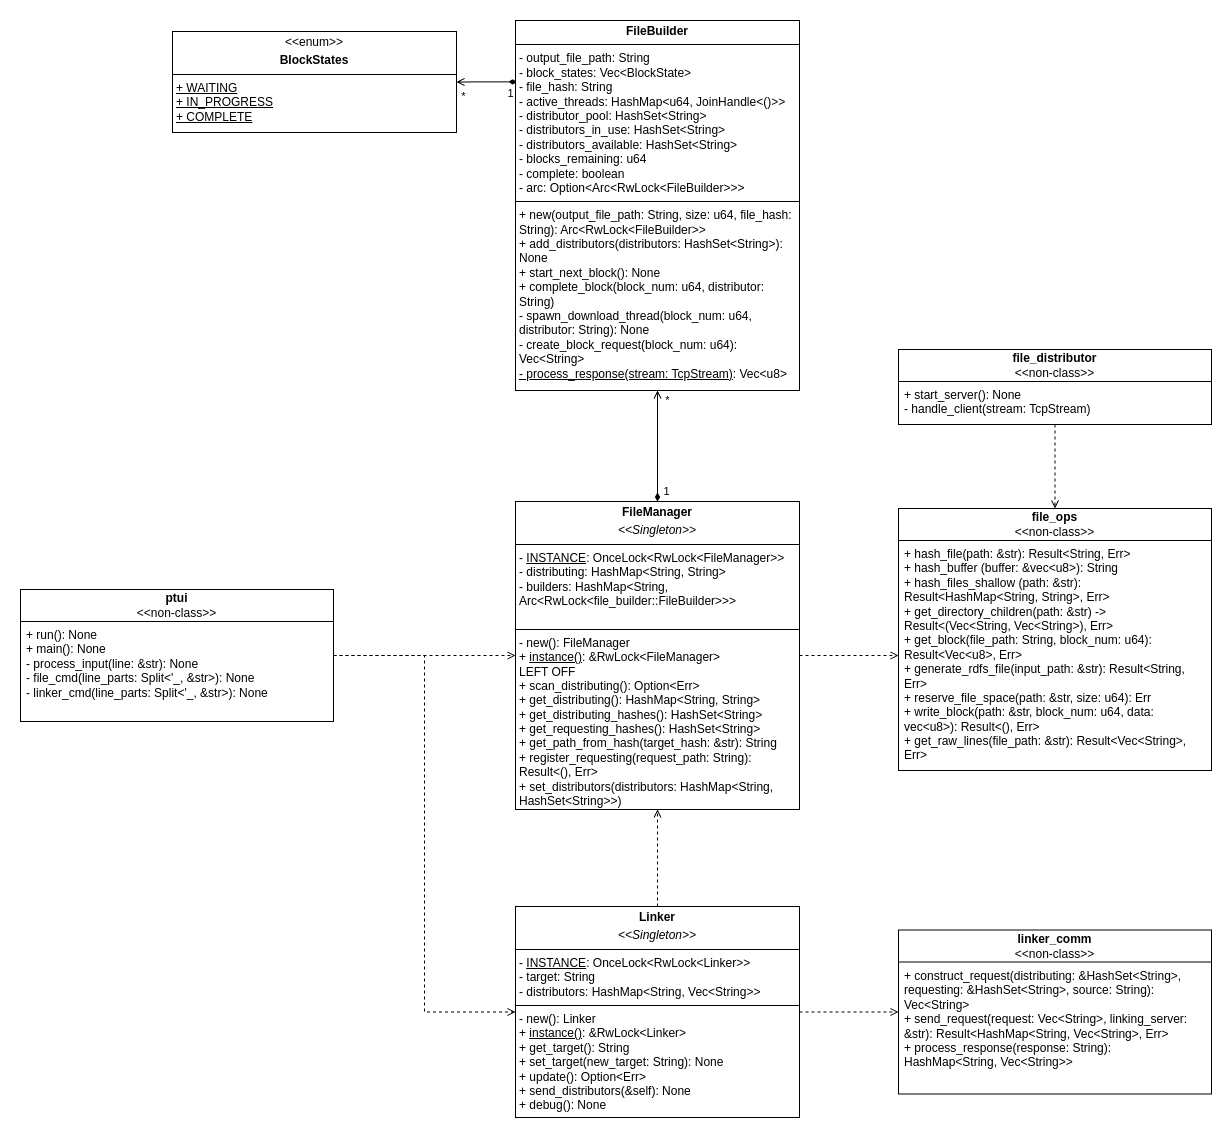 <<enum>>
BlockStates
+ WAITING
+ IN_PROGRESS
+ COMPLETE
*
1
FileBuilder
- output_file_path: String
- block_states: Vec<BlockState>
- file_hash: String
- active_threads: HashMap<u64, JoinHandle<()>>
- distributor_pool: HashSet<String>
- distributors_in_use: HashSet<String>
- distributors_available: HashSet<String>
- blocks_remaining: u64
- complete: boolean
- arc: Option<Arc<RwLock<FileBuilder>>>
+ new(output_file_path: String, size: u64, file_hash:
String): Arc<RwLock<FileBuilder>>
+ add_distributors(distributors: HashSet<String>):
None
+ start_next_block(): None
+ complete_block(block_num: u64, distributor:
String)
- spawn_download_thread(block_num: u64,
distributor: String): None
- create_block_request(block_num: u64):
Vec<String>
- process_response(stream: TcpStream): Vec<u8>
*
1
file_distributor
<<non-class>>
+ start_server(): None
- handle_client(stream: TcpStream)
FileManager
<<Singleton>>
- INSTANCE: OnceLock<RwLock<FileManager>>
- distributing: HashMap<String, String>
- builders: HashMap<String,
Arc<RwLock<file_builder::FileBuilder>>>
- new(): FileManager
+ instance(): &RwLock<FileManager>
LEFT OFF
+ scan_distributing(): Option<Err>
+ get_distributing(): HashMap<String, String)
+ get_distributing_hashes(): HashSet<String>
+ get_requesting_hashes(): HashSet<String>
+ get_path_from_hash(target_hash: &str): String
+ register_requesting(request_path: String):
Result<(), Err>
+ set_distributors(distributors: HashMap<String,
HashSet<String>>)
file_ops
<<non-class>>
+ hash_file(path: &str): Result<String, Err>
+ hash_buffer (buffer: &vec<u8>): String
+ hash_files_shallow (path: &str):
Result<HashMap<String, String>, Err>
+ get_directory_children(path: &str) ->
Result<(Vec<String, Vec<String>), Err>
+ get_block(file_path: String, block_num: u64):
Result<Vec<u8>, Err>
+ generate_rdfs_file(input_path: &str): Result<String,
Err>
+ reserve_file_space(path: &str, size: u64): Err
+ write_block(path: &str, block_num: u64, data:
vec<u8>): Result<(), Err>
+ get_raw_lines(file_path: &str): Result<Vec<String>,
Err>
ptui
<<non-class>>
+ run(): None
+ main(): None
- process_input(line: &str): None
- file_cmd(line_parts: Split<'_, &str>): None
- linker_cmd(line_parts: Split<'_, &str>): None
Linker
<<Singleton>>
- INSTANCE: OnceLock<RwLock<Linker>>
- target: String
- distributors: HashMap<String, Vec<String>>
- new(): Linker
+ instance(): &RwLock<Linker>
+ get_target(): String
+ set_target(new_target: String): None
+ update(): Option<Err>
+ send_distributors(&self): None
+ debug(): None
linker_comm
<<non-class>>
+ construct_request(distributing: &HashSet<String>,
requesting: &HashSet<String>, source: String):
Vec<String>
+ send_request(request: Vec<String>, linking_server:
&str): Result<HashMap<String, Vec<String>, Err>
+ process_response(response: String):
HashMap<String, Vec<String>>